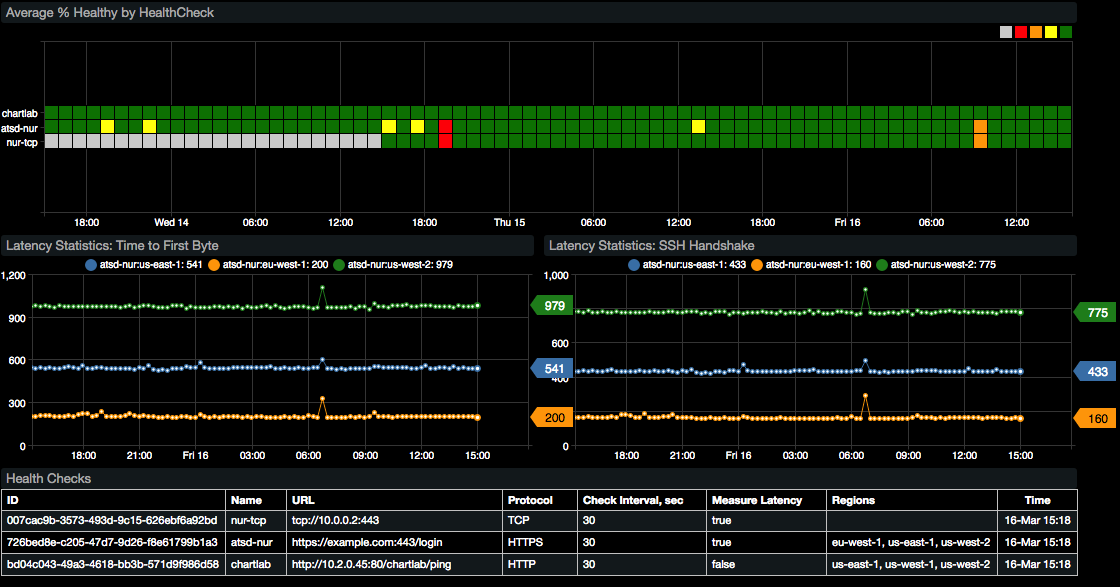 Average % Healthy by HealthCheck
chartlab
atsd-nur
nur-tcp
18:00 Wed 14 06:00 12:00 18:00 Thu 15 06:00 12:00 18:00 Fri 16 06:00 12:00
Latency Statistics: Time to First Byte
atsd-nur:us-east-1: 541 atsd-nur:eu-west-1: 200 atsd-nur:us-west-2: 979
1,200
900
600
300
0
979
541
200
18:00 21:00 Fri 16 03:00 06:00 09:00 12:00 15:00
Latency Statistics: SSH Handshake
atsd-nur:us-east-1: 433 atsd-nur:eu-west-1: 160 atsd-nur:us-west-2: 775
1,000
600
400
0
775
433
160
18:00 21:00 Fri 16 03:00 06:00 09:00 12:00 15:00
Health Checks
ID Name URL Protocol Check Interval, sec Measure Latency Regions Time
007cac9b-3573-493d-9c15-626ebf6a92bd nur-tcp tcp://10.0.0.2:443 TCP 30 true 16-Mar 15:18
726bed8e-c205-47d7-9d26-f8e61799b1a3 atsd-nur https://example.com:443/login HTTPS 30 true eu-west-1, us-east-1, us-west-2 16-Mar 15:18
bd04c043-49a3-4618-bb3b-571d9f986d58 chartlab http://10.2.0.45:80/chartlab/ping HTTP 30 false us-east-1, eu-west-1, us-west-2 16-Mar 15:18